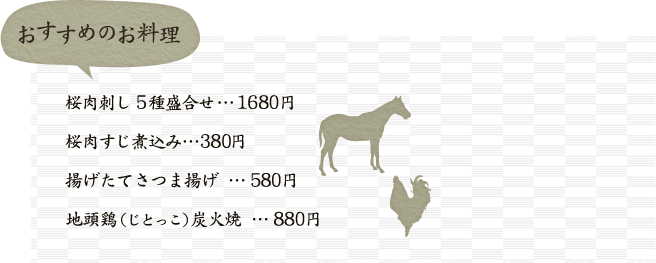 おすすめのお料理
桜肉刺し 5種盛合せ…1680円
桜肉すじ煮込み…380円
揚げたてさつま揚げ …580円
地頭鶏（じとっこ）炭火焼 …880円